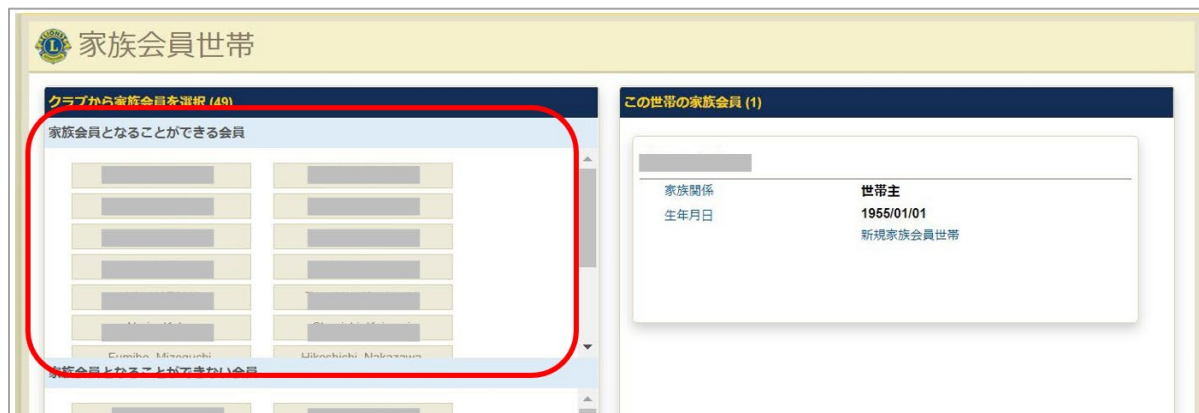 家族会員世帯
クラブから家族会員を選択 (49)
家族会員となることができる会員
Fumiho, Mizoguchi
Hikoshichi, Nakazawa
家族会員となることができない会員
この世帯の家族会員 (1)
家族関係 世帯主
生年月日 1955/01/01
新規家族会員世帯